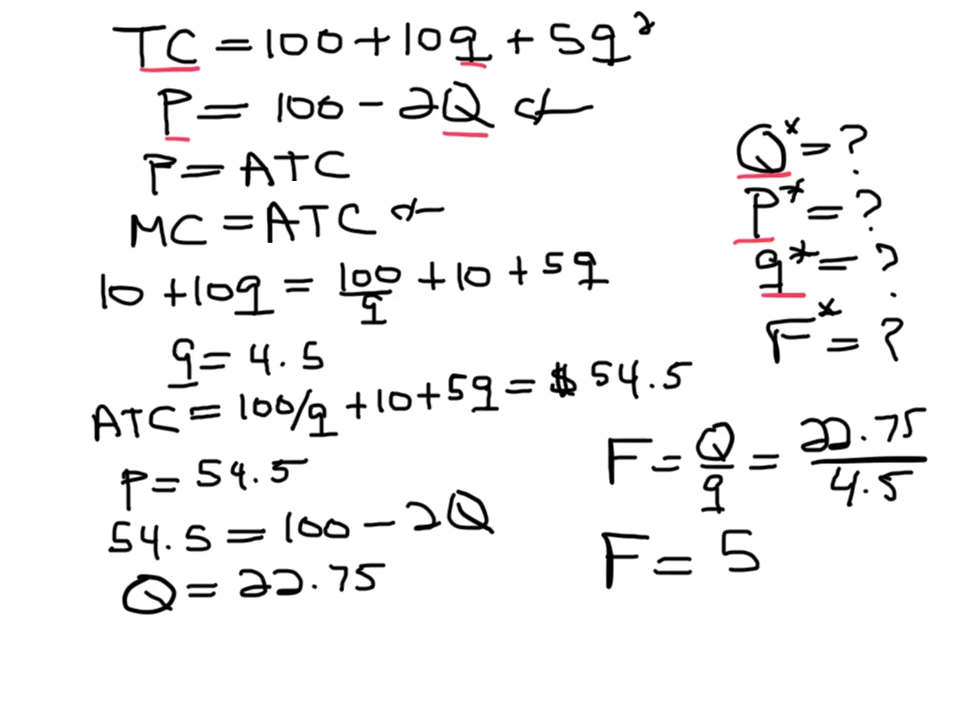 TC = 100 + 10q + 5q²
P = 100 - 2Q
P = ATC
MC = ATC
10 + 10q = 100/q + 10 + 5q
q = 4.5
ATC = 100/q + 10 + 5q = $ 54.5
P = 54.5
54.5 = 100 - 2Q
Q = 22.75
Q* = ?
P* = ?
q* = ?
F* = ?
F = Q/q = 22.75/4.5
F = 5